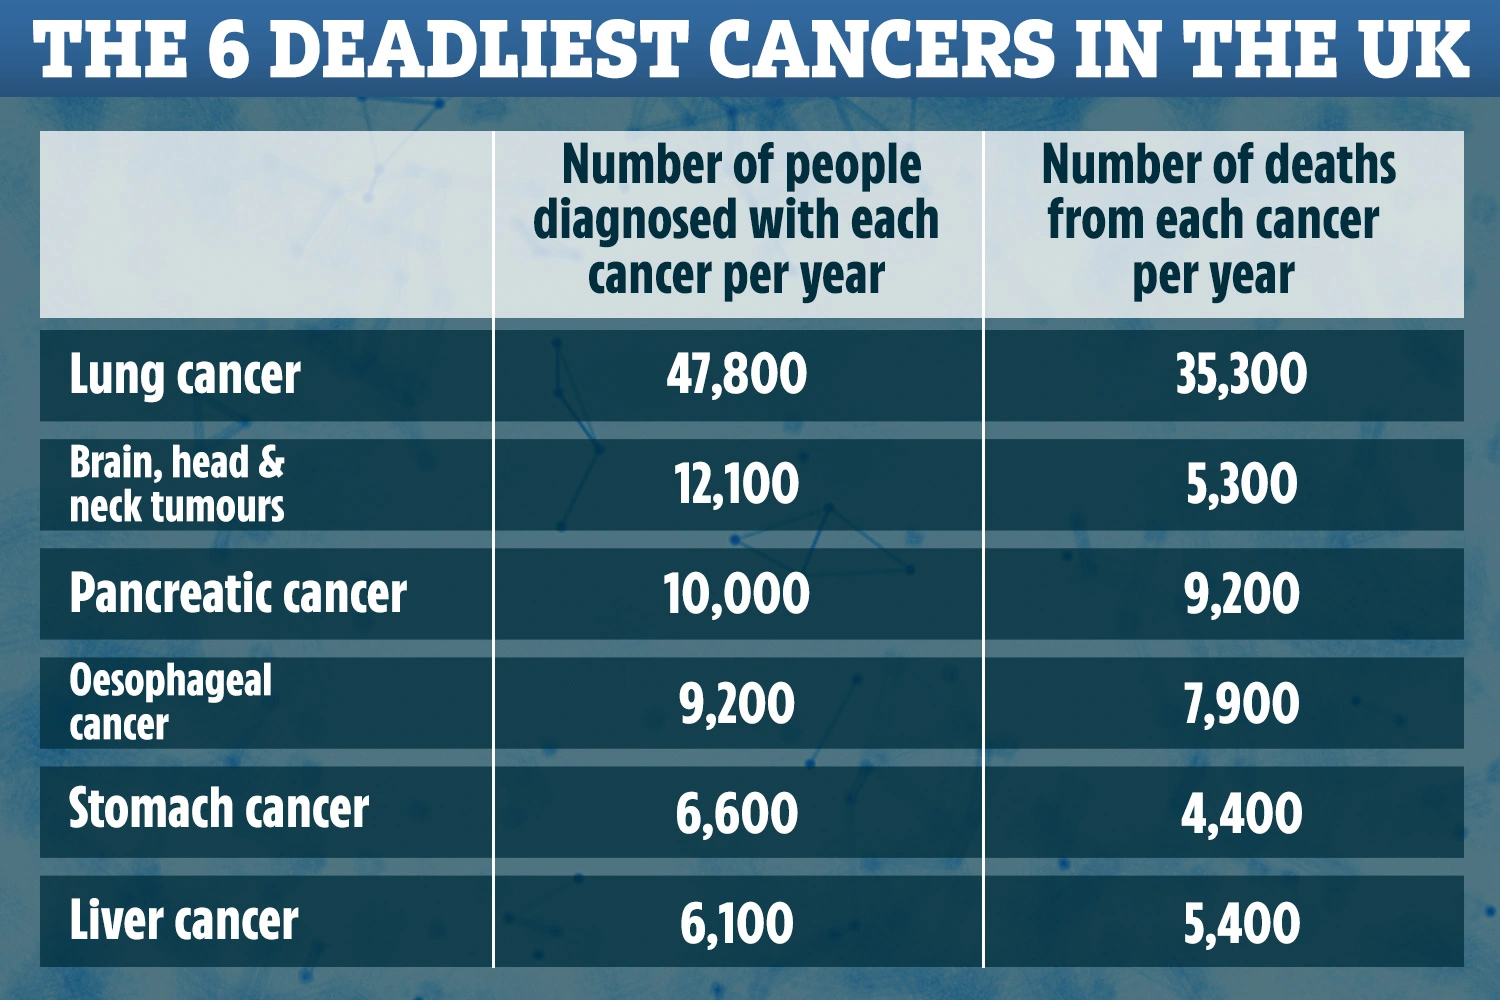 THE 6 DEADLIEST CANCERS IN THE UK
Number of people
diagnosed with each
cancer per year
Number of deaths
from each cancer
per year
Lung cancer 47,800 35,300
Brain, head &
neck tumours
12,100 5,300
Pancreatic cancer 10,000 9,200
Oesophageal
cancer
9,200 7,900
Stomach cancer 6,600 4,400
Liver cancer 6,100 5,400